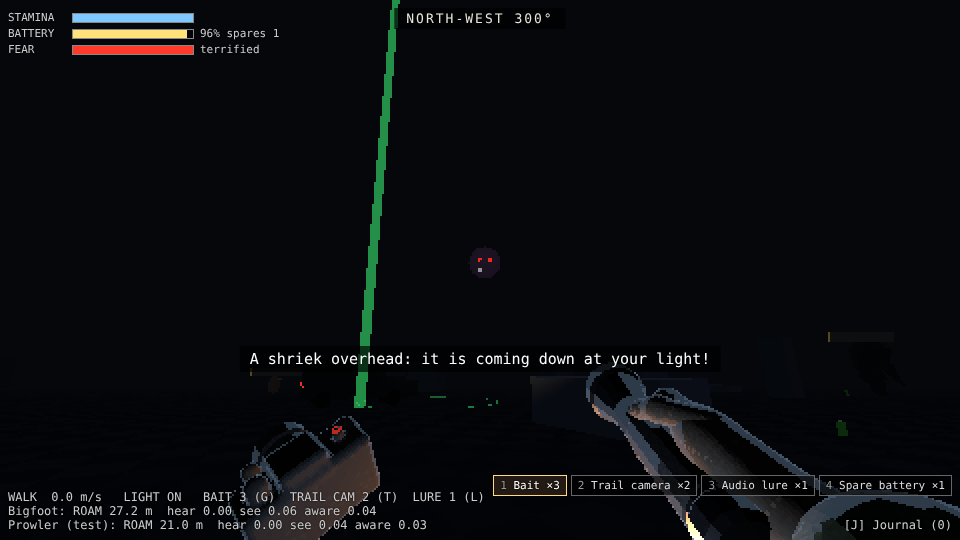 STAMINA
BATTERY 96% spares 1
FEAR terrified
NORTH-WEST 300°
A shriek overhead: it is coming down at your light!
1 Bait ×3 2 Trail camera ×2 3 Audio lure ×1 4 Spare battery ×1
WALK 0.0 m/s LIGHT ON BAIT 3 (G) TRAIL CAM 2 (T) LURE 1 (L)
Bigfoot: ROAM 27.2 m hear 0.00 see 0.06 aware 0.04
Prowler (test): ROAM 21.0 m hear 0.00 see 0.04 aware 0.03
[J] Journal (0)